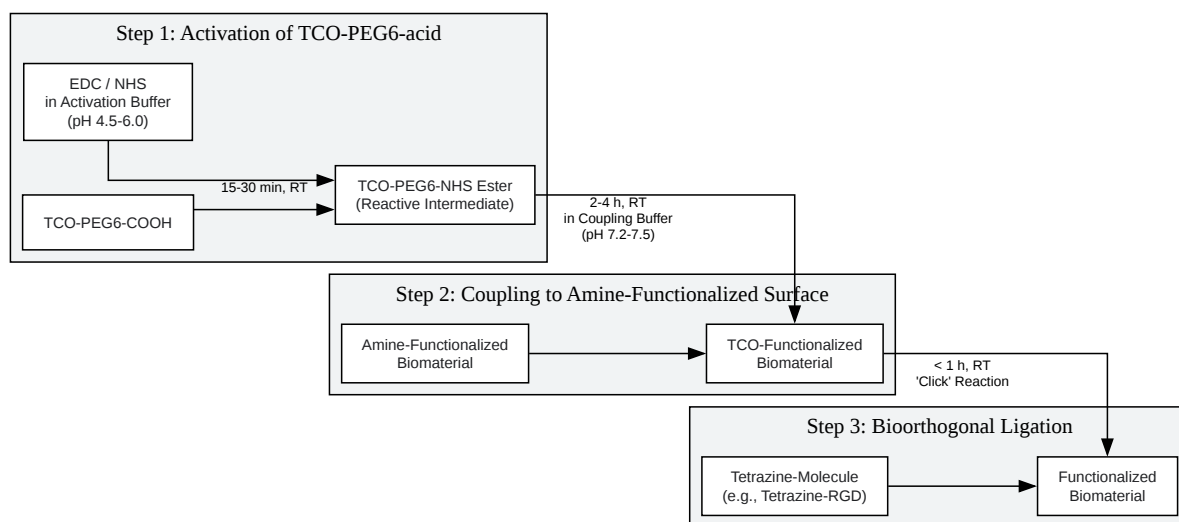 Step 1: Activation of TCO-PEG6-acid
EDC / NHS
in Activation Buffer
(pH 4.5-6.0)
15-30 min, RT
TCO-PEG6-COOH
TCO-PEG6-NHS Ester
(Reactive Intermediate)
2-4 h, RT
in Coupling Buffer
(pH 7.2-7.5)
Step 2: Coupling to Amine-Functionalized Surface
Amine-Functionalized
Biomaterial
TCO-Functionalized
Biomaterial
< 1 h, RT
'Click' Reaction
Step 3: Bioorthogonal Ligation
Tetrazine-Molecule
(e.g., Tetrazine-RGD)
Functionalized
Biomaterial